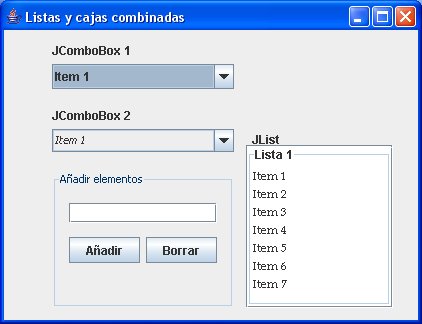 Listas y cajas combinadas
JComboBox 1
Item 1
JComboBox 2
Item 1
Añadir elementos
Añadir
Borrar
JList
Lista 1
Item 1
Item 2
Item 3
Item 4
Item 5
Item 6
Item 7